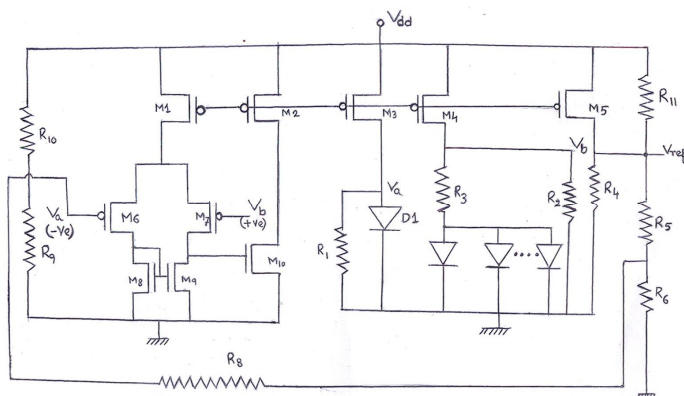 Vdd
M1
M2
M3
M4
M5
R11
R10
Vb
Vref
Va
(-ve)
M6
M7
Vb
(+ve)
Va
D1
R3
R2
R4
R9
M8
M9
M10
R1
R5
R6
R8